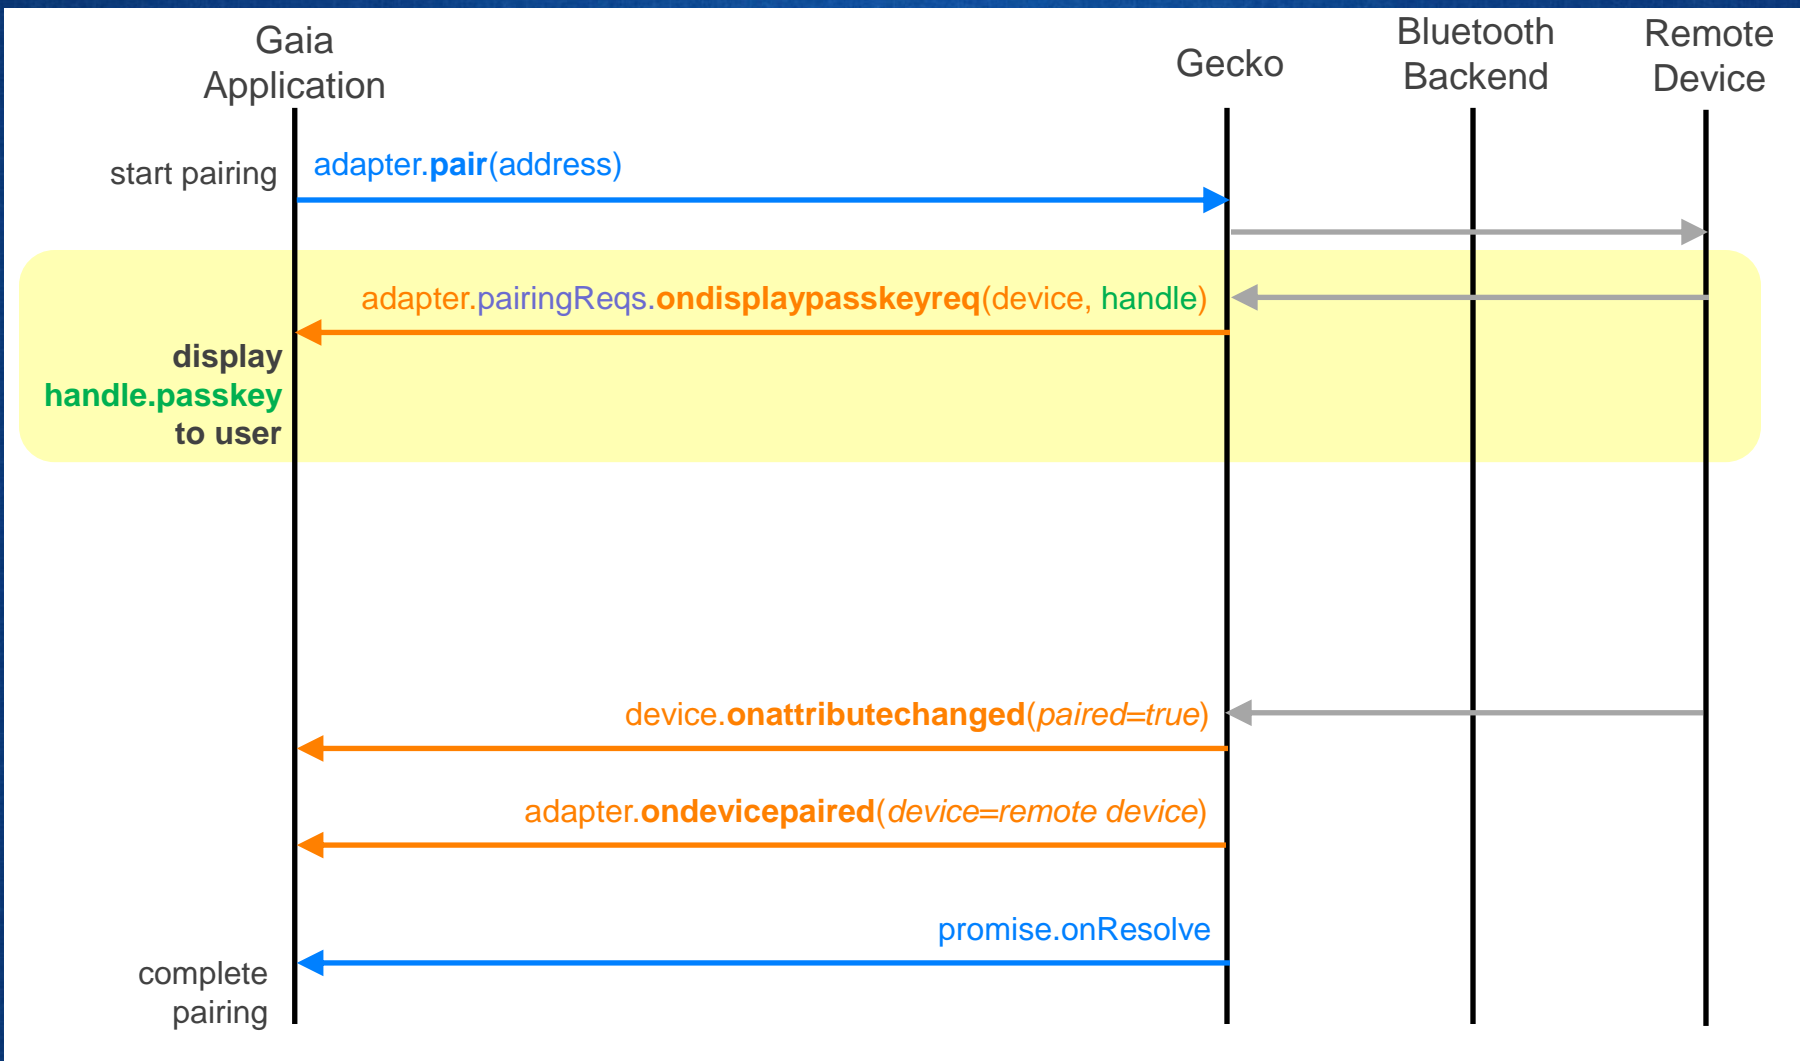 Gaia
Application
Gecko
Bluetooth
Backend
Remote
Device
start pairing
adapter.pair(address)
adapter.pairingReqs.ondisplaypasskeyreq(device, handle)
display
handle.passkey
to user
device.onattributechanged(paired=true)
adapter.ondevicepaired(device=remote device)
promise.onResolve
complete
pairing